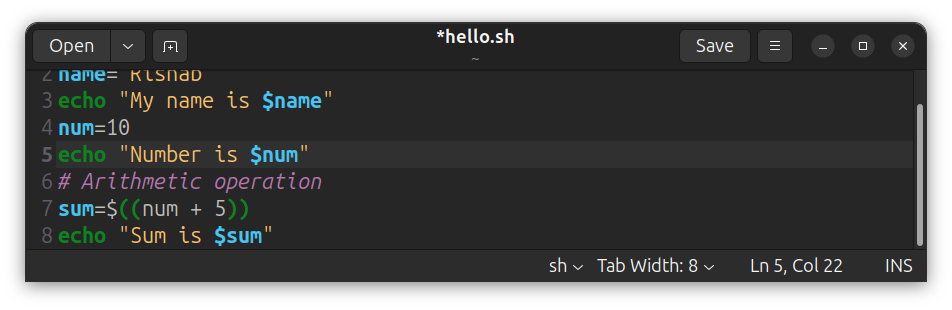 Open
*hello.sh
~
Save
2 name="Rishab"
3 echo "My name is $name"
4 num=10
5 echo "Number is $num"
6 # Arithmetic operation
7 sum=$((num + 5))
8 echo "Sum is $sum"
sh Tab Width: 8 Ln 5, Col 22 INS